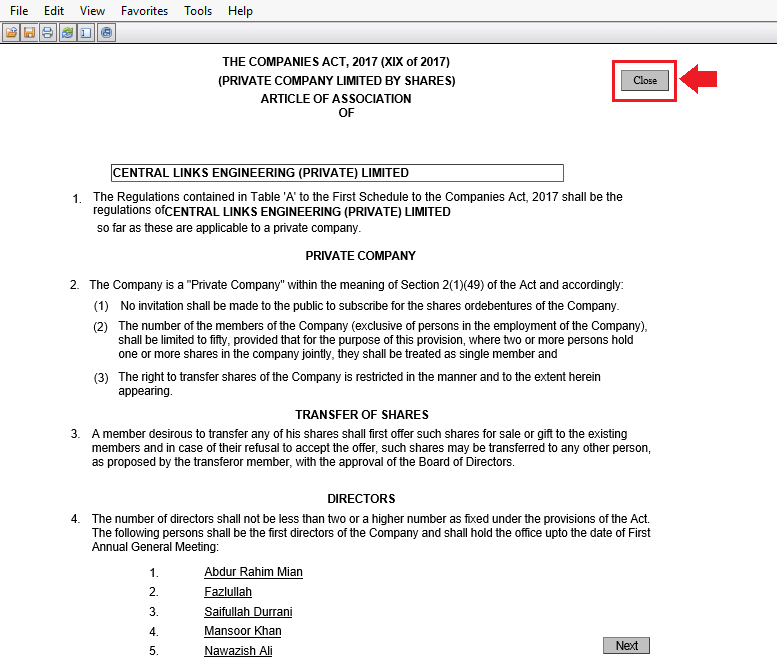 File Edit View Favorites Tools Help
THE COMPANIES ACT, 2017 (XIX of 2017)
(PRIVATE COMPANY LIMITED BY SHARES)
Close
ARTICLE OF ASSOCIATION
OF
CENTRAL LINKS ENGINEERING (PRIVATE) LIMITED
1. The Regulations contained in Table 'A' to the First Schedule to the Companies Act, 2017 shall be the
regulations ofCENTRAL LINKS ENGINEERING (PRIVATE) LIMITED
so far as these are applicable to a private company.
PRIVATE COMPANY
2. The Company is a "Private Company" within the meaning of Section 2(1)(49) of the Act and accordingly:
(1) No invitation shall be made to the public to subscribe for the shares ordebentures of the Company.
(2) The number of the members of the Company (exclusive of persons in the employment of the Company),
shall be limited to fifty, provided that for the purpose of this provision, where two or more persons hold
one or more shares in the company jointly, they shall be treated as single member and
(3) The right to transfer shares of the Company is restricted in the manner and to the extent herein
appearing.
TRANSFER OF SHARES
3. A member desirous to transfer any of his shares shall first offer such shares for sale or gift to the existing
members and in case of their refusal to accept the offer, such shares may be transferred to any other person,
as proposed by the transferor member, with the approval of the Board of Directors.
DIRECTORS
4. The number of directors shall not be less than two or a higher number as fixed under the provisions of the Act.
The following persons shall be the first directors of the Company and shall hold the office upto the date of First
Annual General Meeting:
1. Abdur Rahim Mian
2. Fazlullah
3. Saifullah Durrani
4. Mansoor Khan
5. Nawazish Ali
Next